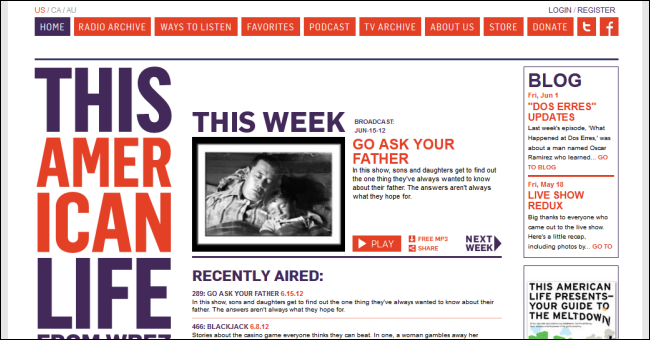 US / CA / AU
LOGIN / REGISTER
HOME
RADIO ARCHIVE
WAYS TO LISTEN
FAVORITES
PODCAST
TV ARCHIVE
ABOUT US
STORE
DONATE
THIS
AMER
ICAN
LIFE
FROM WBEZ
THIS WEEK
BROADCAST:
JUN-15-12
GO ASK YOUR
FATHER
In this show, sons and daughters get to find out
the one thing they've always wanted to know
about their father. The answers aren't always
what they hope for.
PLAY
FREE MP3
SHARE
NEXT
WEEK
RECENTLY AIRED:
289: GO ASK YOUR FATHER 6.15.12
In this show, sons and daughters get to find out the one thing they've always wanted to know about their
father. The answers aren't always what they hope for.
466: BLACKJACK 6.8.12
Stories about the casino game everyone thinks they can beat. In one, a woman gambles away her
BLOG
Fri, Jun 1
"DOS ERRES"
UPDATES
Last week's episode, 'What
Happened at Dos Erres,' was
about a man named Oscar
Ramirez who learned... GO
TO BLOG
Fri, May 18
LIVE SHOW
REDUX
Big thanks to everyone who
came out to the live show.
Here's a little recap,
including photos by... GO TO
THIS AMERICAN
LIFE PRESENTS–
YOUR GUIDE TO
THE MELTDOWN